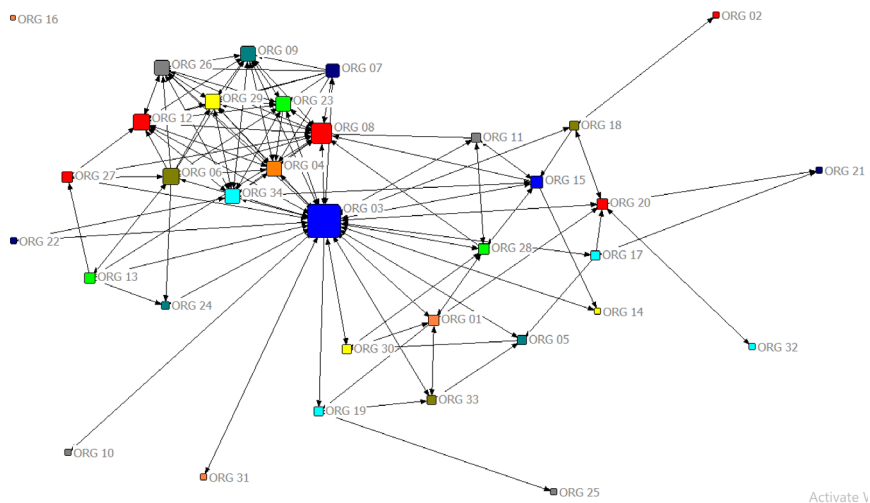 ORG 16
ORG 02
ORG 09
ORG 26
ORG 07
ORG 29
ORG 23
ORG 12
ORG 08
ORG 18
ORG 11
ORG 04
ORG 06
ORG 27
ORG 21
ORG 15
ORG 34
ORG 20
ORG 03
ORG 22
ORG 28
ORG 17
ORG 13
ORG 24
ORG 14
ORG 01
ORG 05
ORG 30
ORG 32
ORG 33
ORG 19
ORG 10
ORG 31
ORG 25
Activate